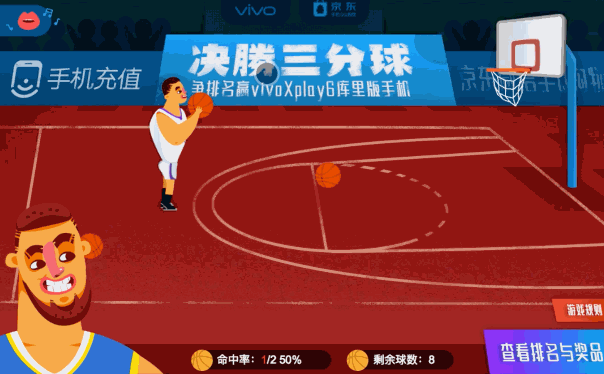 vivo
京东
决胜三分球
手机充值
争排名赢vivoXplay6库里版手机
游戏规则
查看排名与奖品
命中率：1/2 50%
剩余球数：8